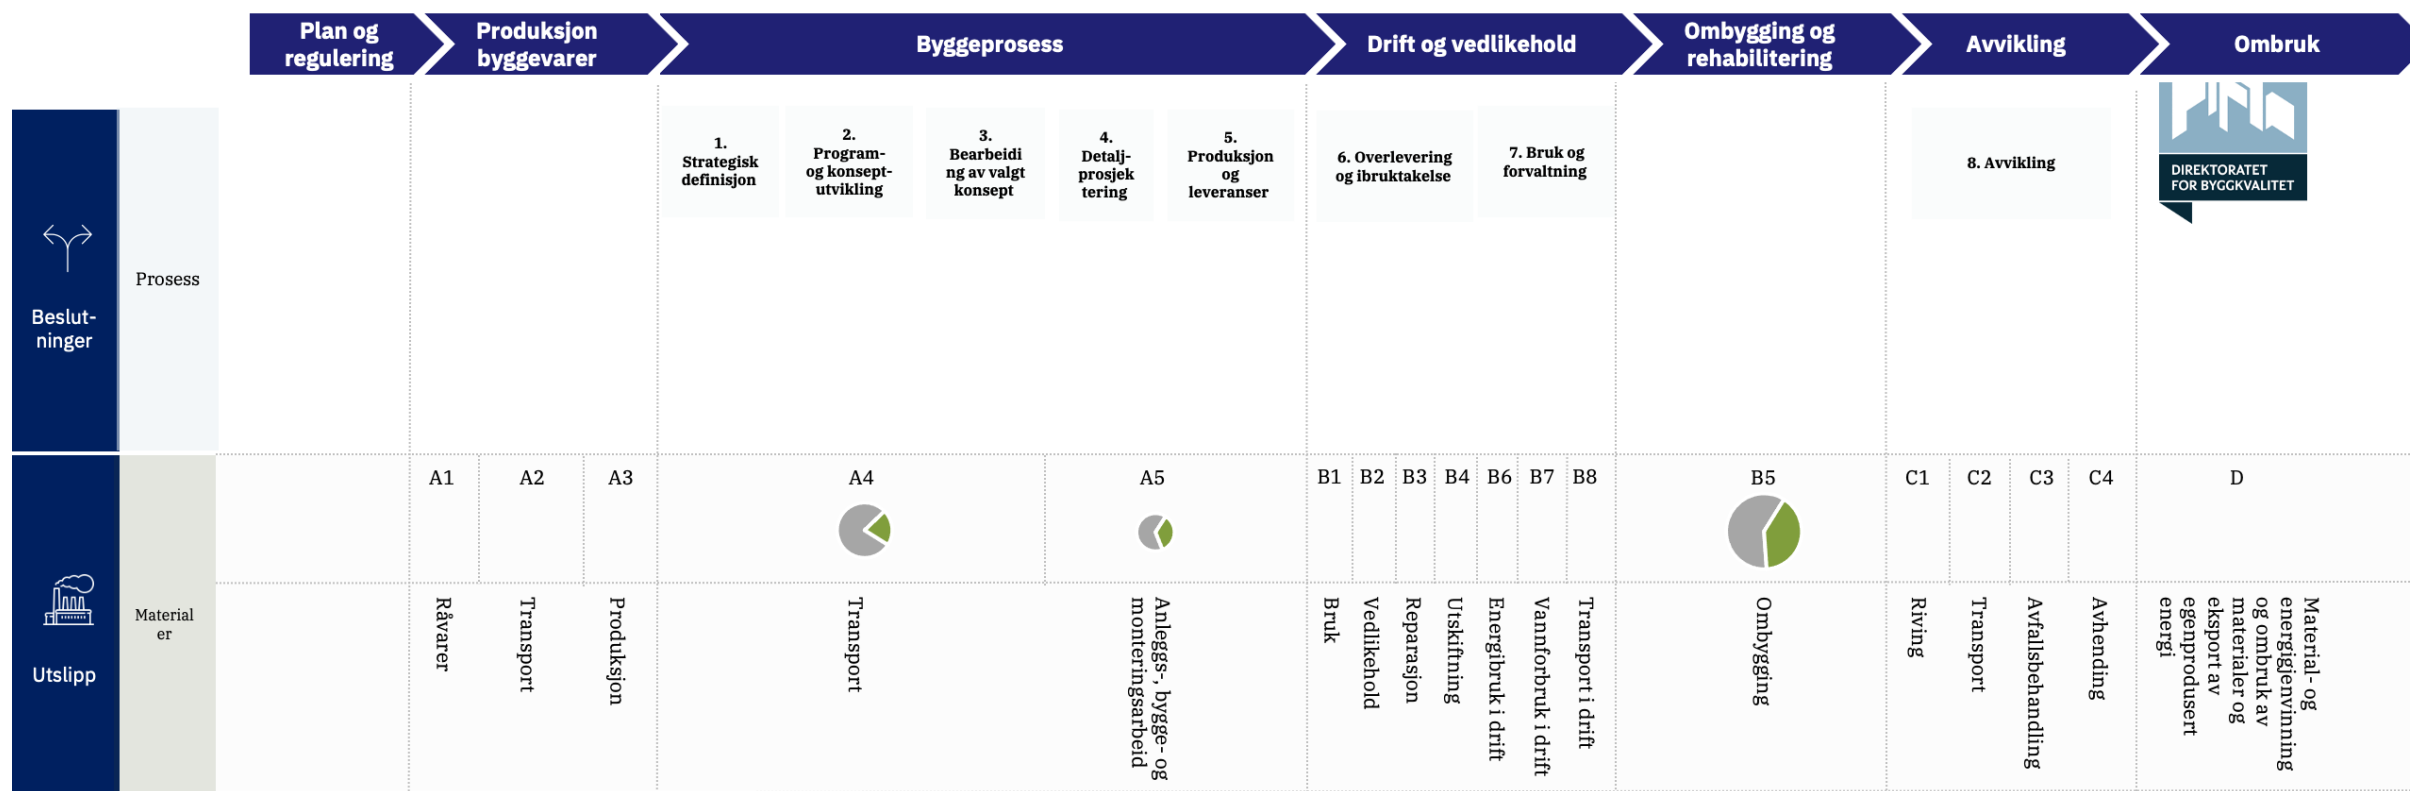 Plan og
regulering
Produksjon
byggevarer
Byggeprosess
Drift og vedlikehold
Ombygging og
rehabilitering
Avvikling
Ombruk
Beslut-
ninger
Prosess
1.
Strategisk
definisjon
2.
Program-
og konsept-
utvikling
3.
Bearbeidi
ng av valgt
konsept
4.
Detalj-
prosjek
tering
5.
Produksjon
og
leveranser
6. Overlevering
og ibruktakelse
7. Bruk og
forvaltning
8. Avvikling
DIREKTORATET
FOR BYGGKVALITET
Utslipp
Material
er
A1
A2
A3
A4
A5
B1
B2
B3
B4
B6
B7
B8
B5
C1
C2
C3
C4
D
Råvarer
Transport
Produksjon
Transport
Anleggs-, bygge- og
monteringsarbeid
Bruk
Vedlikehold
Reparasjon
Utskiftning
Energibruk i drift
Vannforbruk i drift
Transport i drift
Ombygging
Riving
Transport
Avfallsbehandling
Avhending
Material- og
energigjenvinning
og ombruk av
materialer og
eksport av
egenprodusert
energi